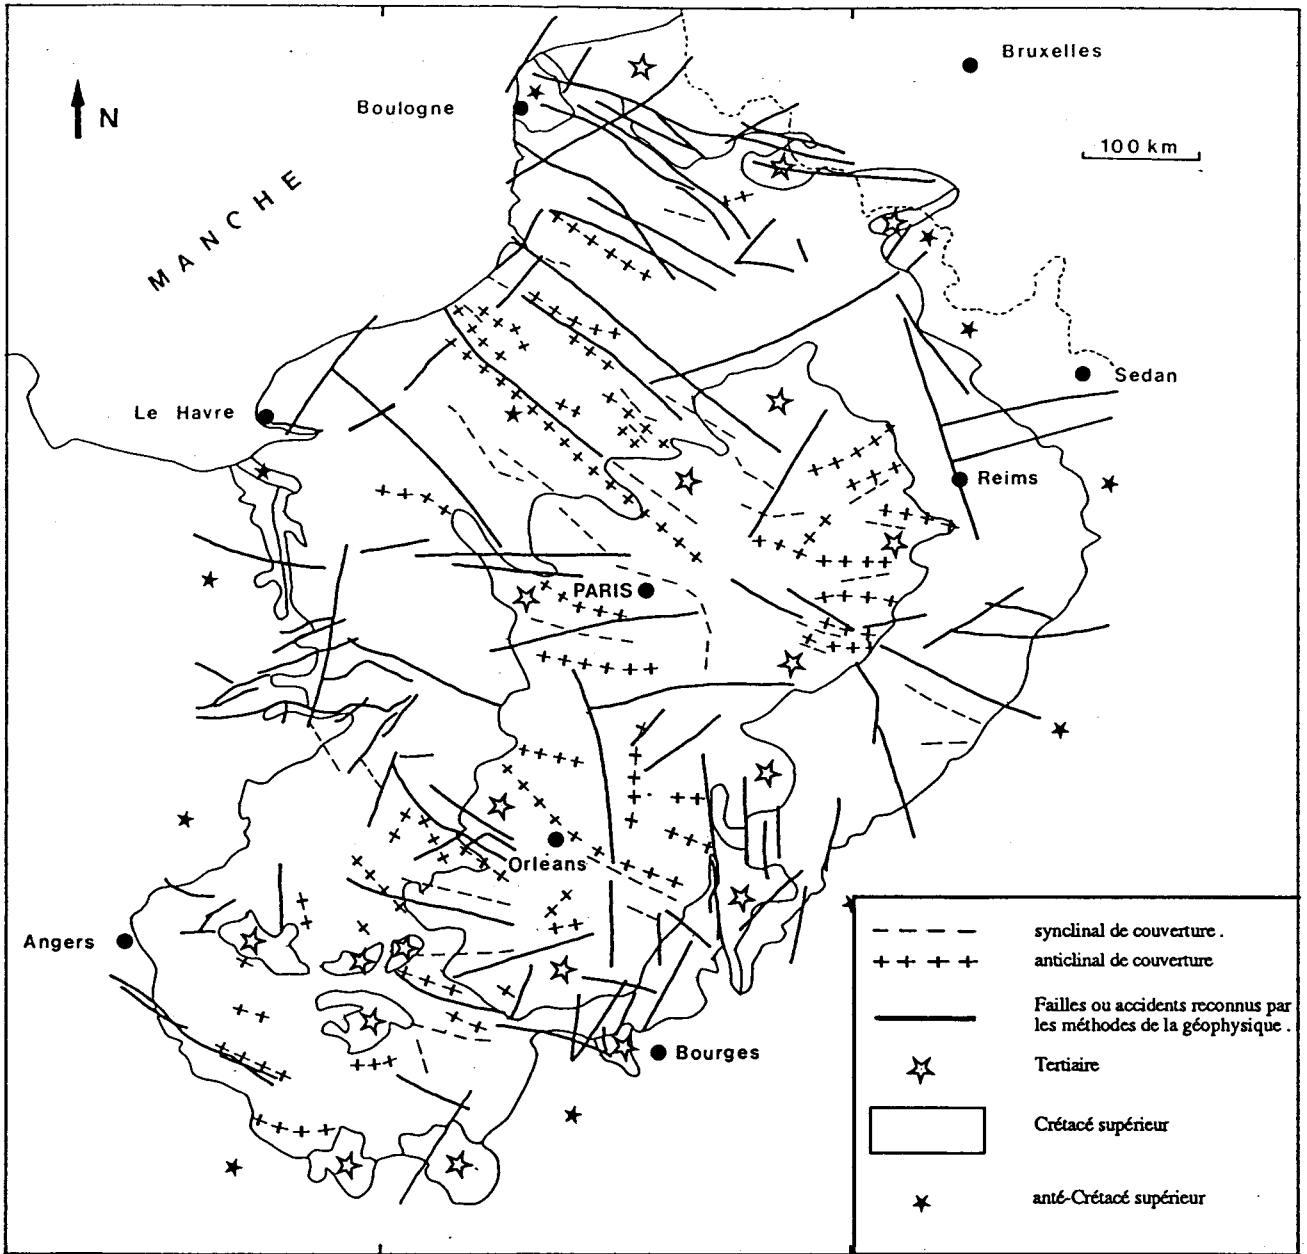 Bruxelles
Boulogne
N
100 km
MANCHE
Sedan
Le Havre
Reims
PARIS
Orléans
Angers
Bourges
synclinal de couverture .
anticlinal de couverture
Failles ou accidents reconnus par
les méthodes de la géophysique .
Tertiaire
Crétacé supérieur
anté-Crétacé supérieur